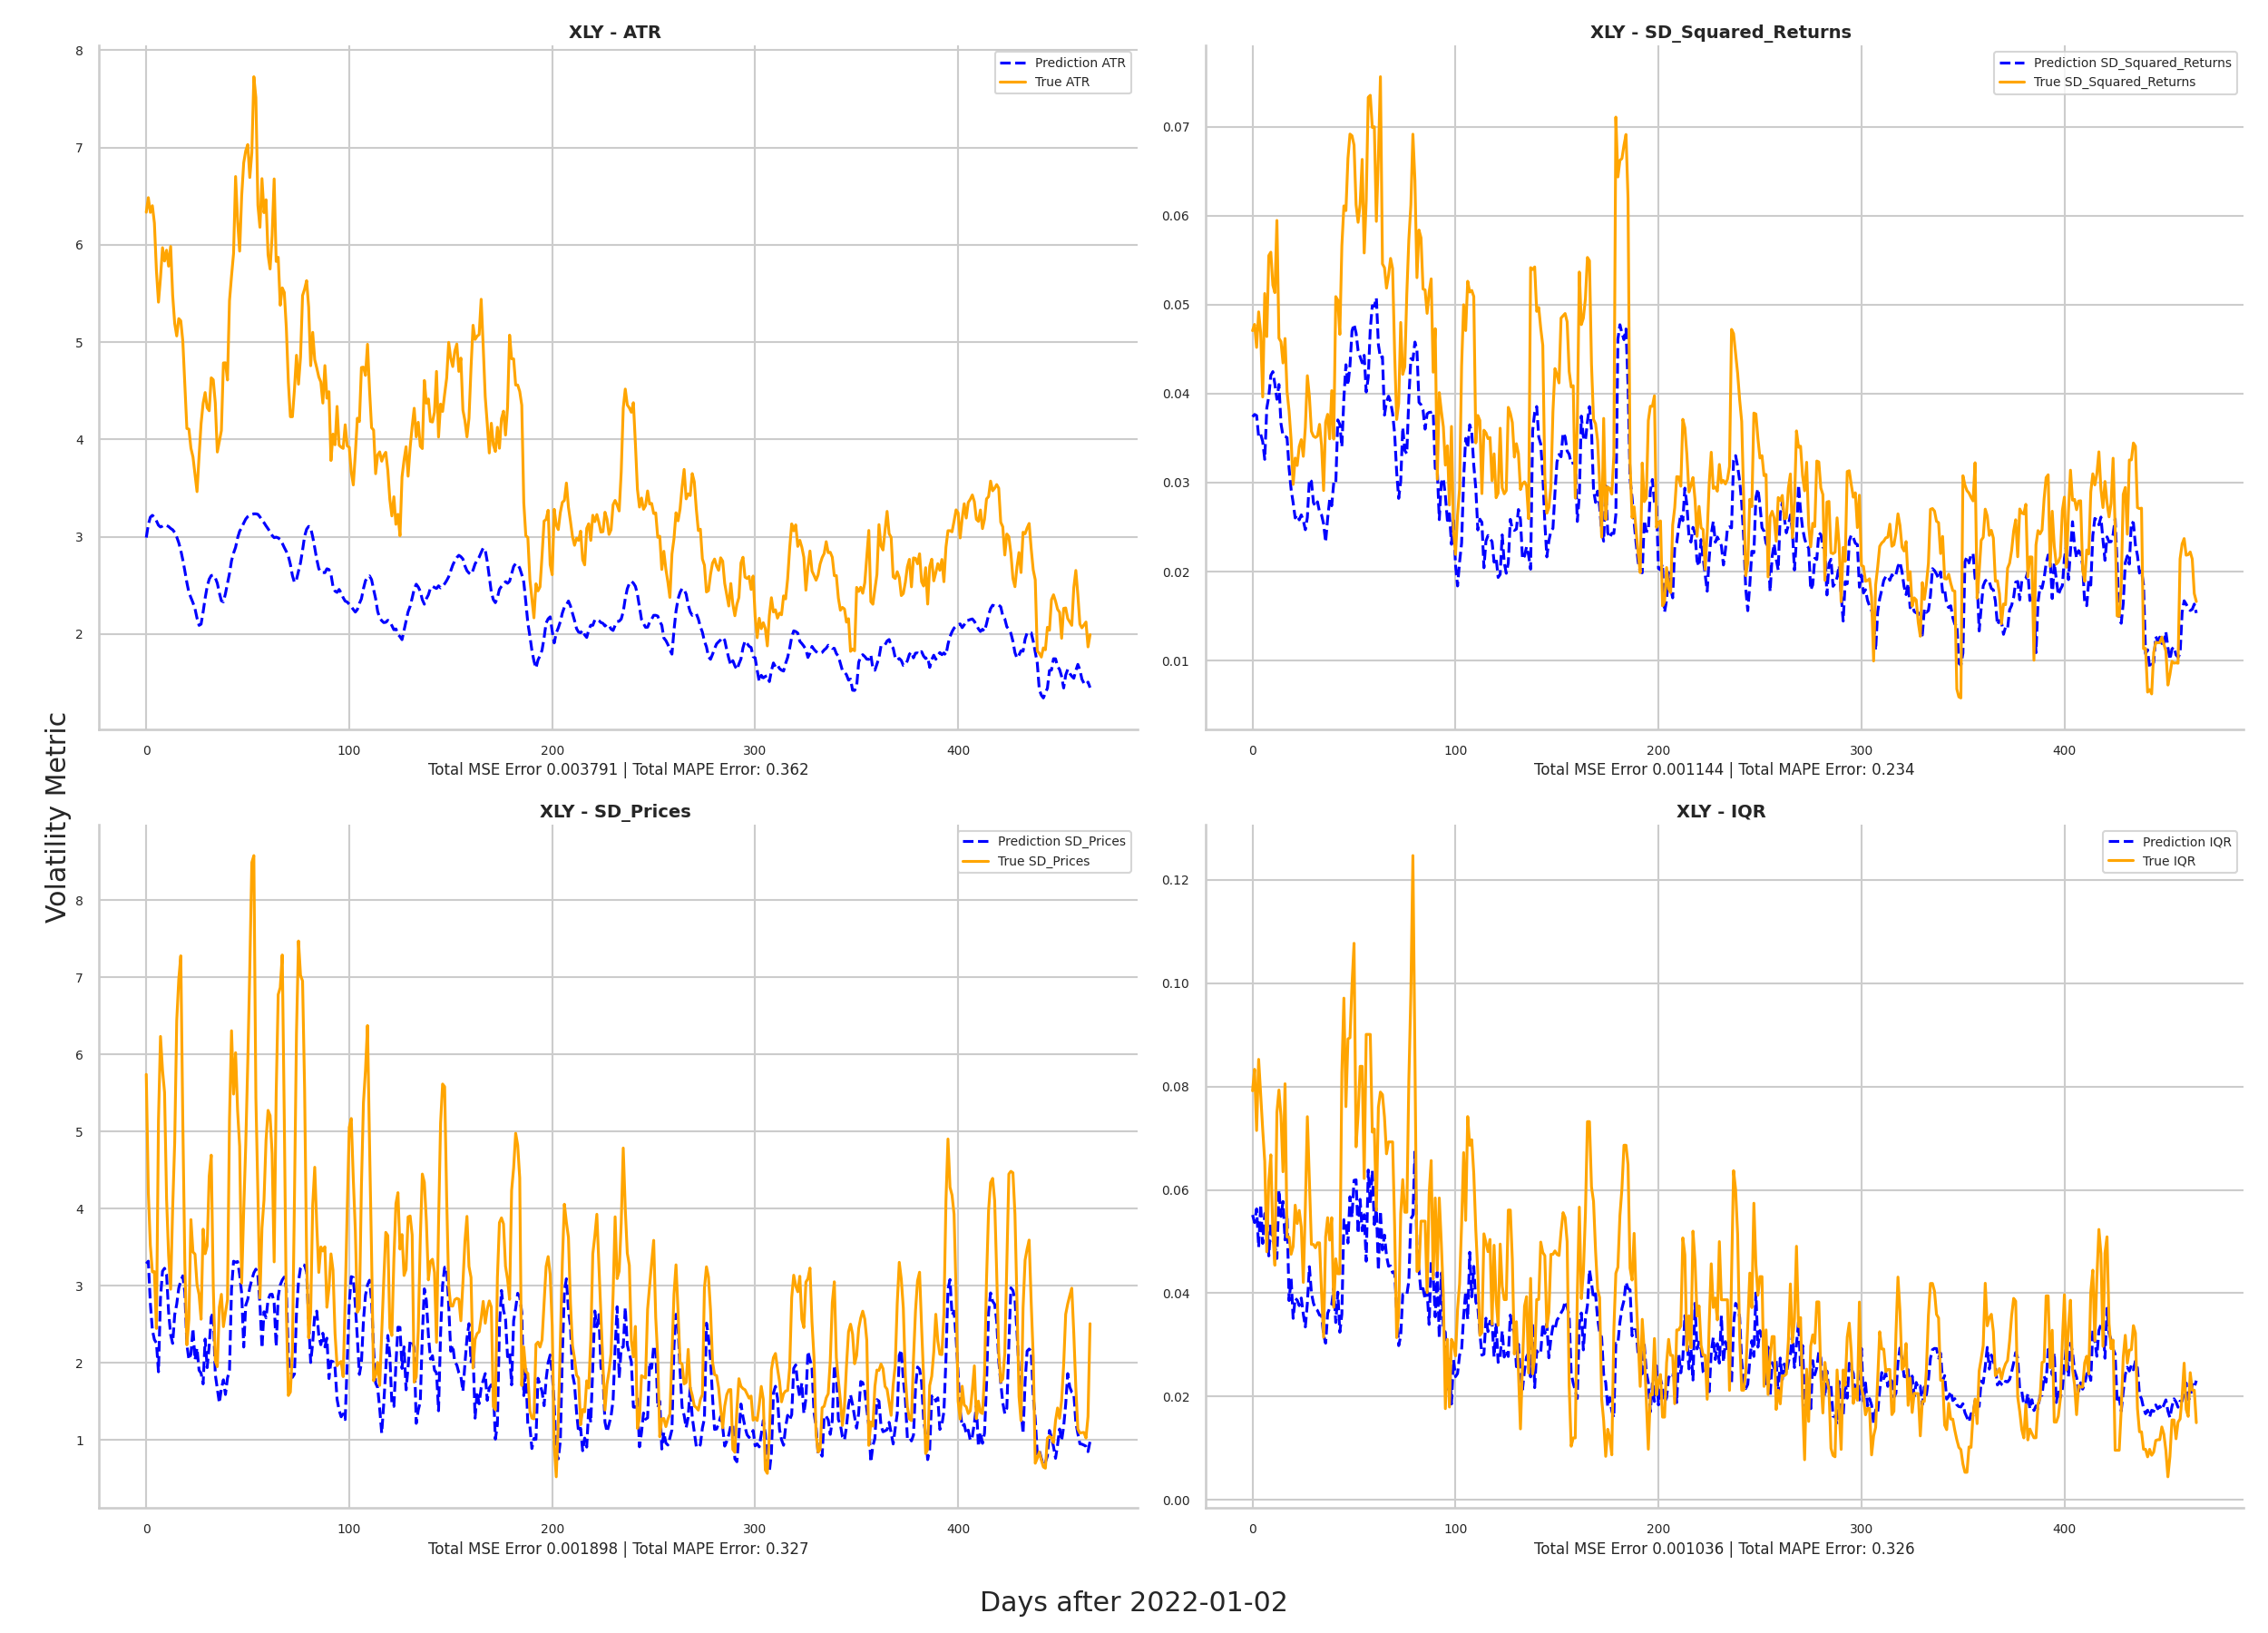 XLY - ATR
8
7
6
5
4
3
2
0 100 200 300 400
Prediction ATR
True ATR
Total MSE Error 0.003791 | Total MAPE Error: 0.362
XLY - SD_Squared_Returns
0.07
0.06
0.05
0.04
0.03
0.02
0.01
0 100 200 300 400
Prediction SD_Squared_Returns
True SD_Squared_Returns
Total MSE Error 0.001144 | Total MAPE Error: 0.234
Volatility Metric
XLY - SD_Prices
8
7
6
5
4
3
2
1
0 100 200 300 400
Prediction SD_Prices
True SD_Prices
Total MSE Error 0.001898 | Total MAPE Error: 0.327
XLY - IQR
0.12
0.10
0.08
0.06
0.04
0.02
0.00
0 100 200 300 400
Prediction IQR
True IQR
Total MSE Error 0.001036 | Total MAPE Error: 0.326
Days after 2022-01-02